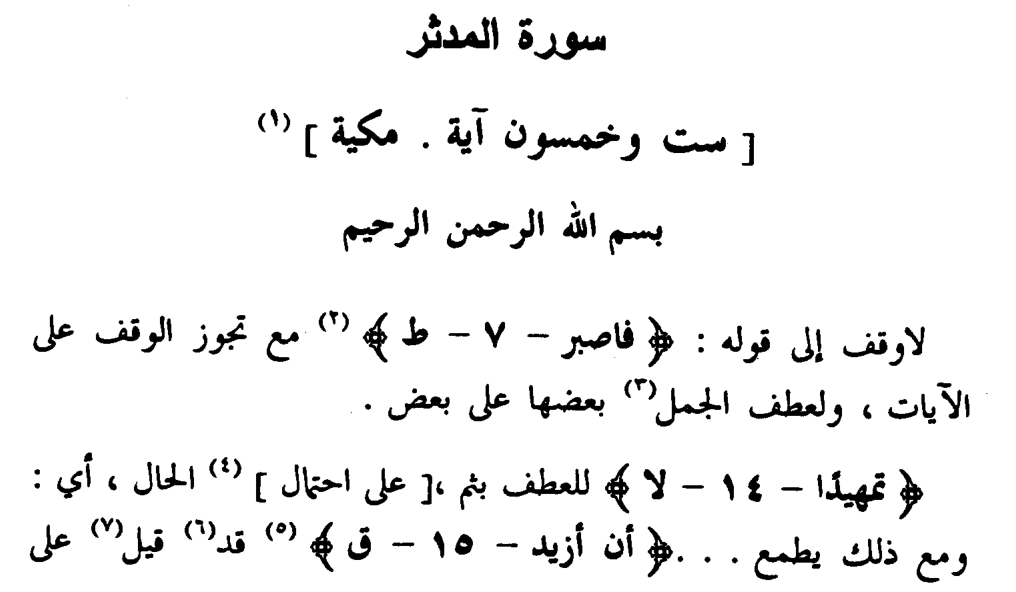 سورة المدثر
[ ست وخمسون آية . مكية ] (١)
بسم الله الرحمن الرحيم
لاوقف إلى قوله : ﴿ فاصبر – ٧ – ط ﴾ (٢) مع تجوز الوقف على
الآيات ، ولعطف الجمل(٣) بعضها على بعض .
﴿ تمهيدًا – ١٤ – لا ﴾ للعطف بثم ،[ على احتمال ] (٤) الحال ، أي :
ومع ذلك يطمع . . .﴿ أن أزيد – ١٥ – ق ﴾ (٥) قد(٦) قيل(٧) على